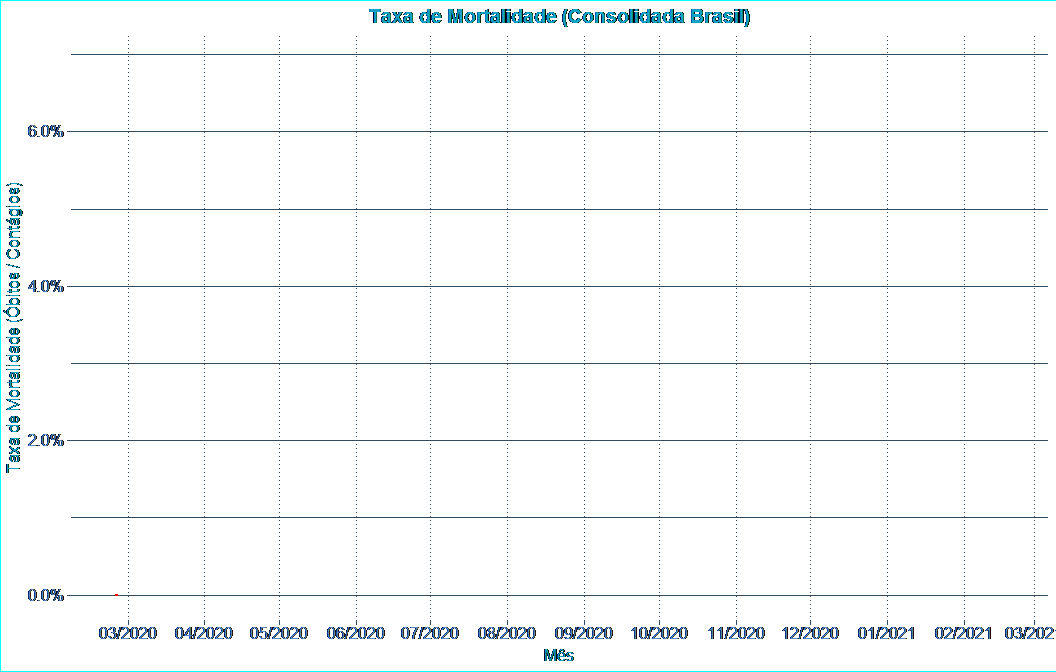 Taxa de Mortalidade (Consolidada Brasil)
Taxa de Mortalidade (Óbitos / Contágios)
6.0%
4.0%
2.0%
0.0%
03/2020 04/2020 05/2020 06/2020 07/2020 08/2020 09/2020 10/2020 11/2020 12/2020 01/2021 02/2021 03/202
Mês